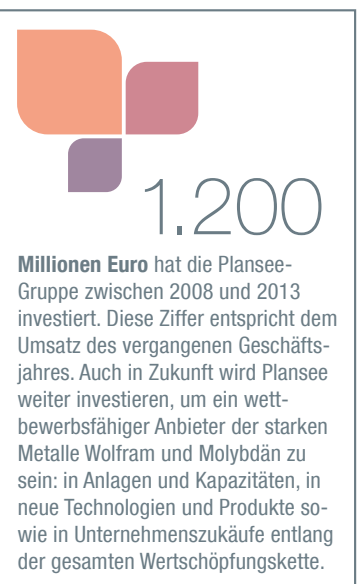 1.200
Millionen Euro hat die Plansee-
Gruppe zwischen 2008 und 2013
investiert. Diese Ziffer entspricht dem
Umsatz des vergangenen Geschäfts-
jahres. Auch in Zukunft wird Plansee
weiter investieren, um ein wett-
bewerbsfähiger Anbieter der starken
Metalle Wolfram und Molybdän zu
sein: in Anlagen und Kapazitäten, in
neue Technologien und Produkte so-
wie in Unternehmenszukäufe entlang
der gesamten Wertschöpfungskette.